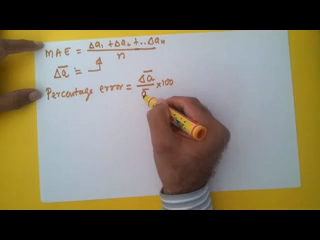 MAE = Δa₁ + Δa₂ + .. Δaₙ / n
Δā̄ =
Percentage error = Δā / ā × 100